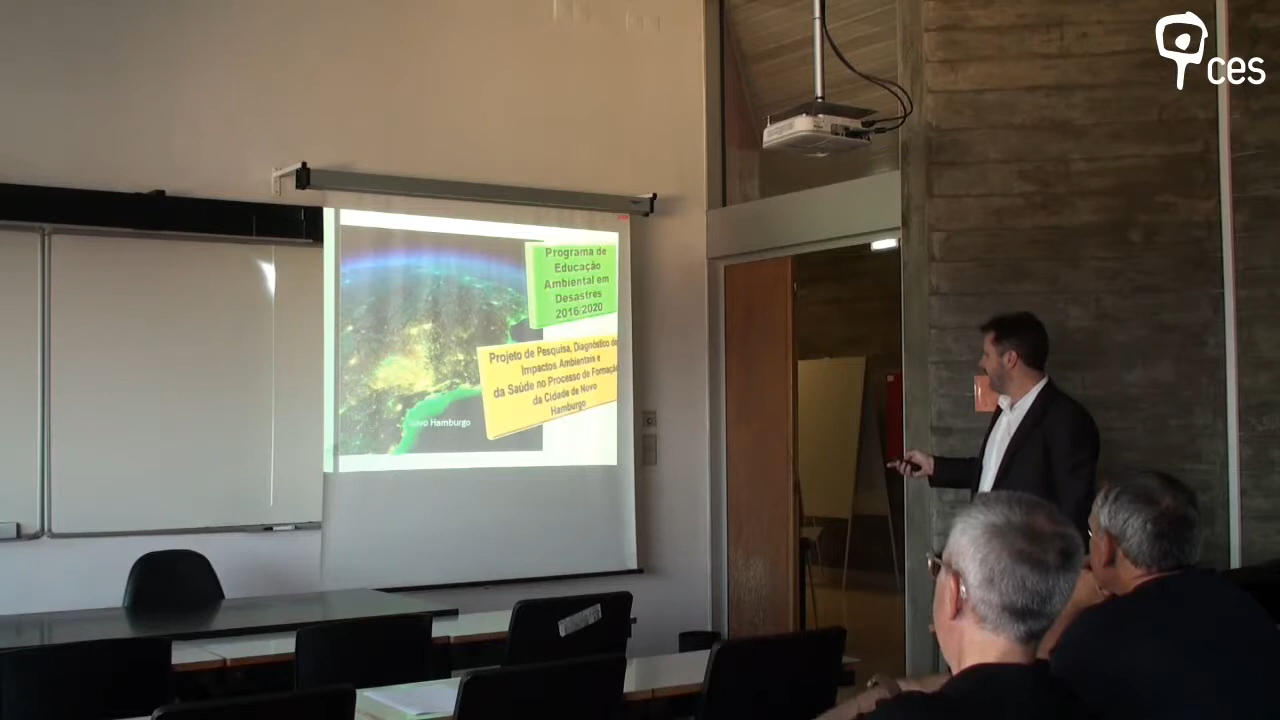 ces
Programa de
Educação
Ambiental em
Desastres
2016/2020
Projeto de Pesquisa, Diagnóstico de
Impactos Ambientais e
da Saúde no Processo de Formação
da Cidade de Novo
Hamburgo
Novo Hamburgo